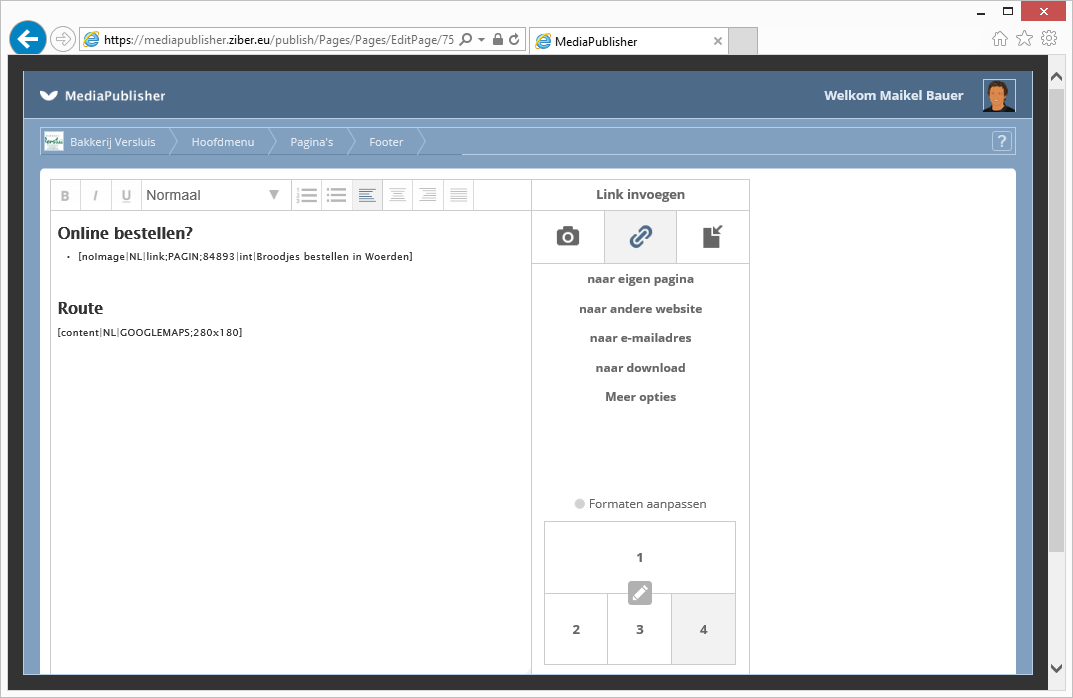 https://mediapublisher.ziber.eu/publish/Pages/Pages/EditPage/75
MediaPublisher
MediaPublisher
Welkom Maikel Bauer
Bakkerij Versluis
Hoofdmenu
Pagina's
Footer
?
B I U Normaal
Link invoegen
Online bestellen?
• [noImage|NL|link;PAGIN;84893|int|Broodjes bestellen in Woerden]
Route
[content|NL|GOOGLEMAPS;280x180]
naar eigen pagina
naar andere website
naar e-mailadres
naar download
Meer opties
Formaten aanpassen
1
2 3 4